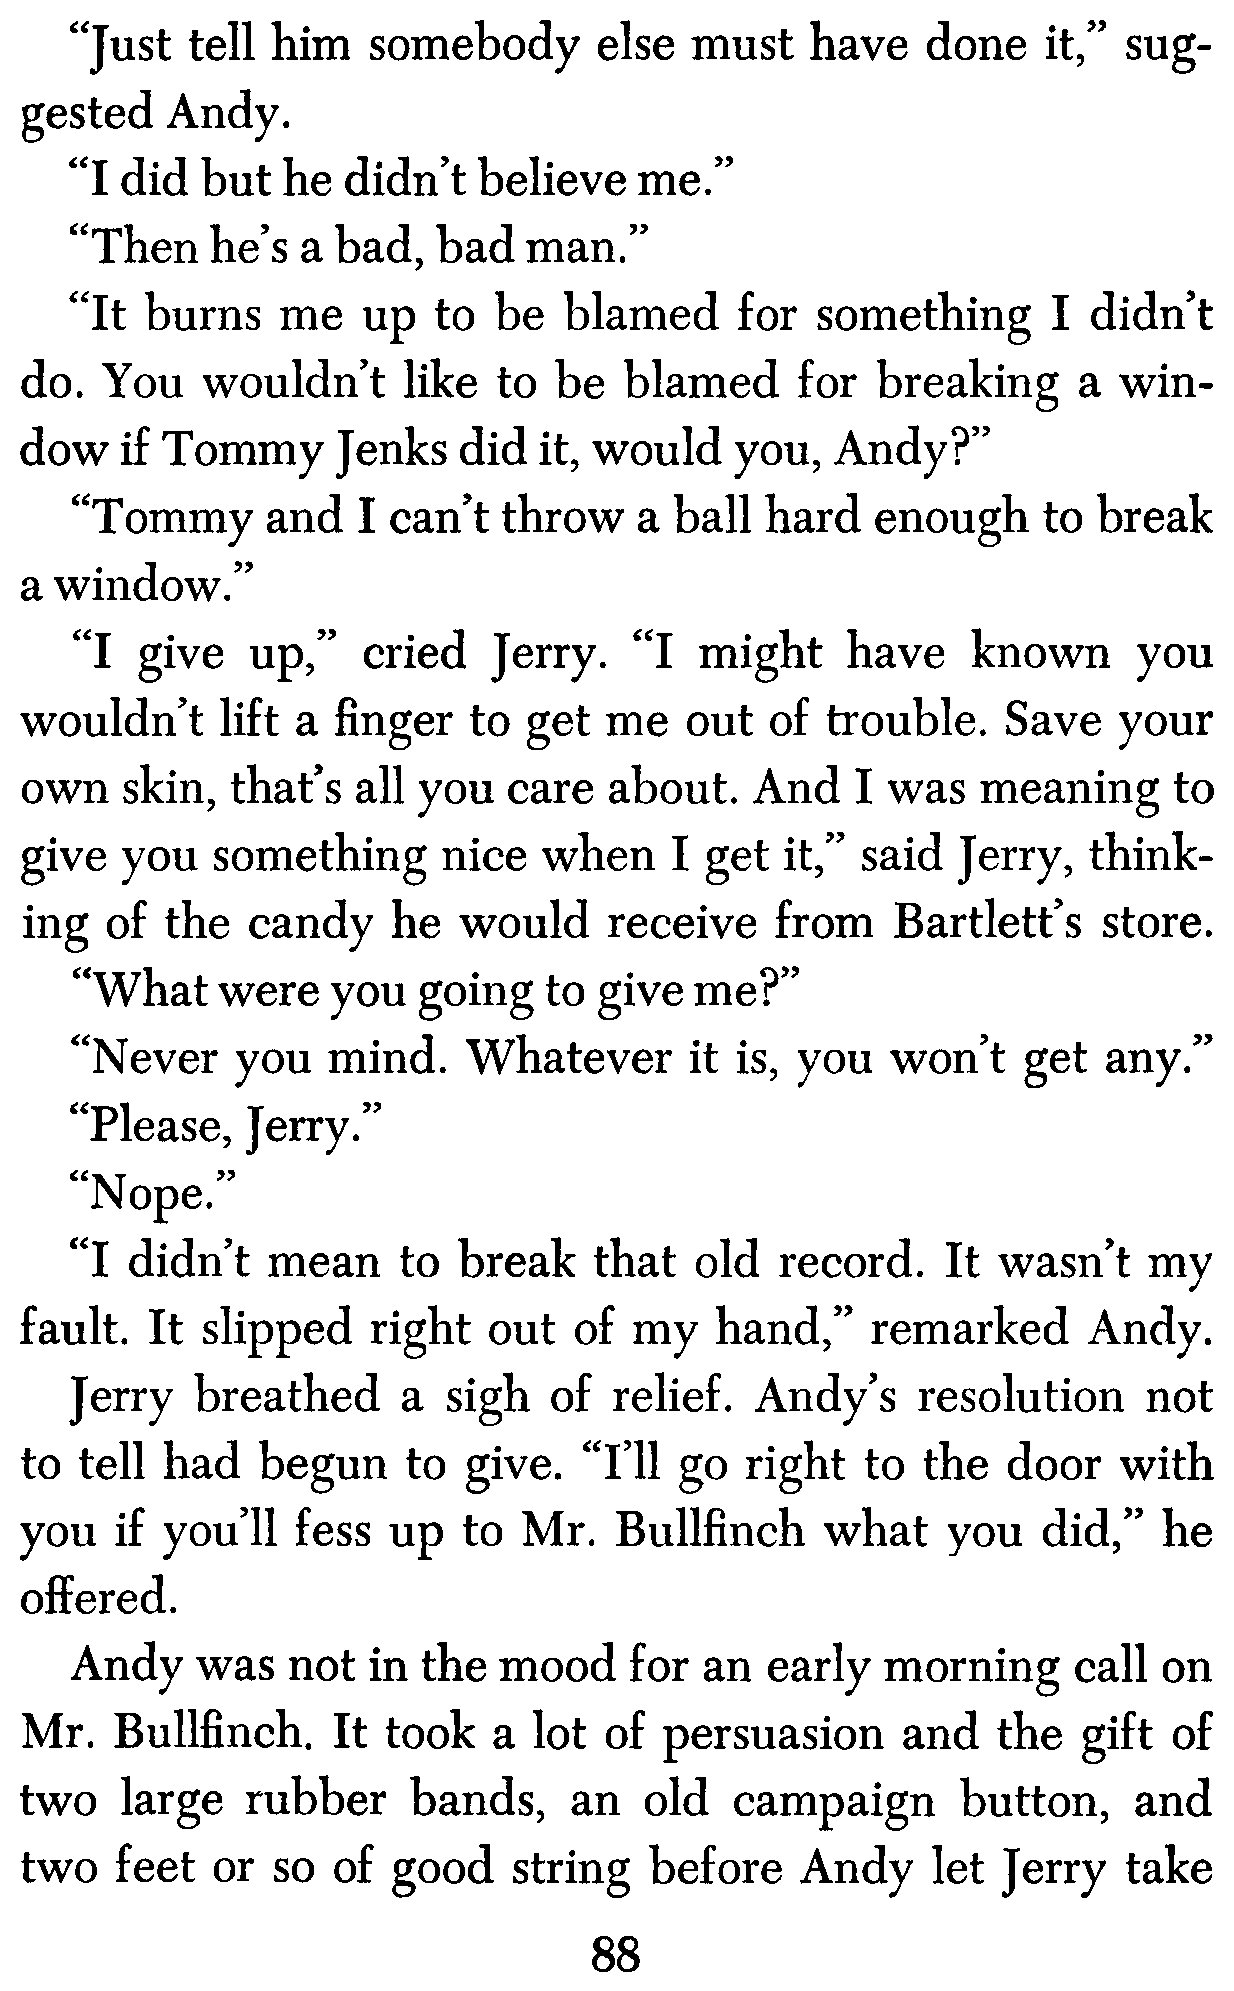 “Just tell him somebody else must have done it,” sug-
gested Andy.
“I did but he didn’t believe me.”
“Then he’s a bad, bad man.”
“It burns me up to be blamed for something I didn’t
do. You wouldn’t like to be blamed for breaking a win-
dow if Tommy Jenks did it, would you, Andy?”
“Tommy and I can’t throw a ball hard enough to break
a window.”
“I give up,” cried Jerry. “I might have known you
wouldn’t lift a finger to get me out of trouble. Save your
own skin, that’s all you care about. And I was meaning to
give you something nice when I get it,” said Jerry, think-
ing of the candy he would receive from Bartlett’s store.
“What were you going to give me?”
“Never you mind. Whatever it is, you won’t get any.”
“Please, Jerry.”
“Nope.”
“I didn’t mean to break that old record. It wasn’t my
fault. It slipped right out of my hand,” remarked Andy.
Jerry breathed a sigh of relief. Andy’s resolution not
to tell had begun to give. “I’ll go right to the door with
you if you’ll fess up to Mr. Bullfinch what you did,” he
offered.
Andy was not in the mood for an early morning call on
Mr. Bullfinch. It took a lot of persuasion and the gift of
two large rubber bands, an old campaign button, and
two feet or so of good string before Andy let Jerry take
88